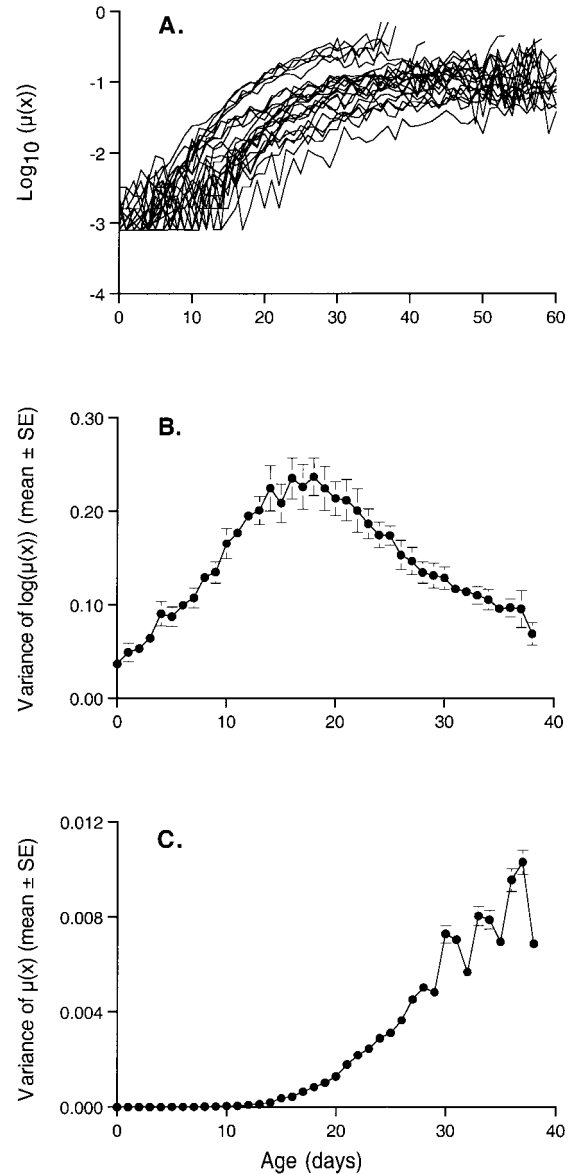 A.
Log10 (μ(x))
0
-1
-2
-3
-4
0 10 20 30 40 50 60
B.
Variance of log(μ(x)) (mean ± SE)
0.30
0.20
0.10
0.00
0 10 20 30 40
C.
Variance of μ(x) (mean ± SE)
0.012
0.008
0.004
0.000
0 10 20 30 40
Age (days)